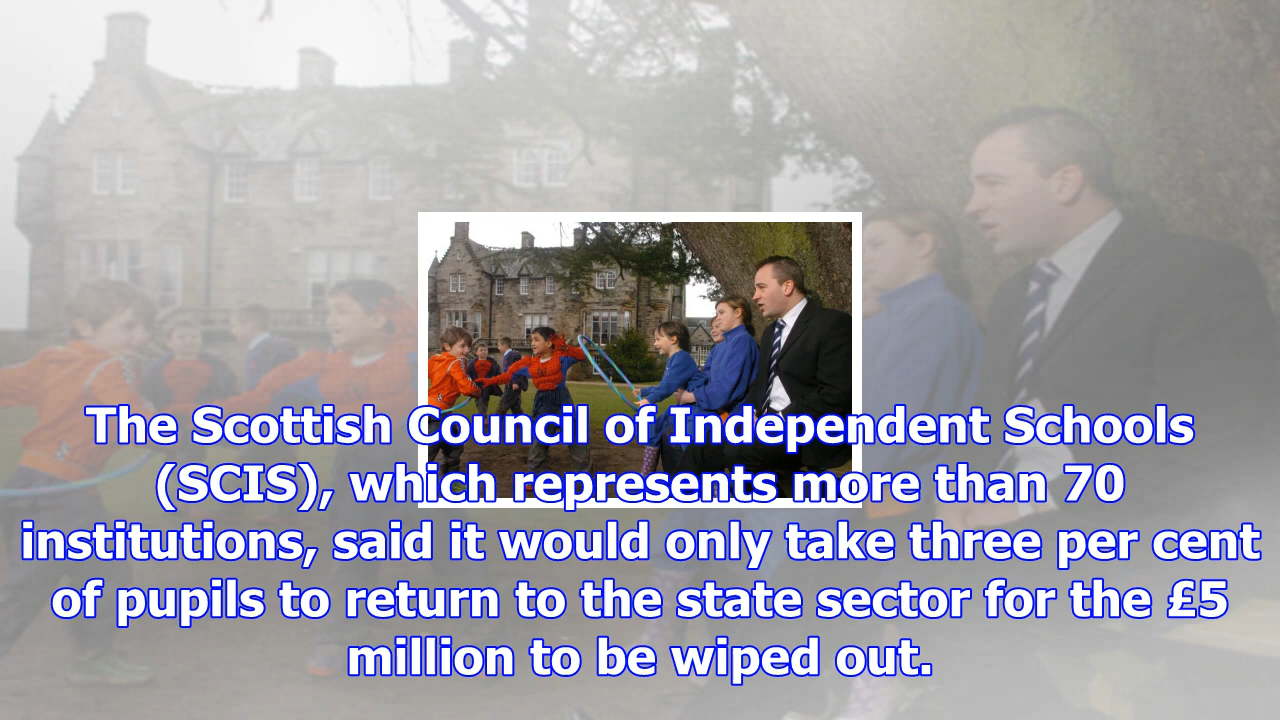 The Scottish Council of Independent Schools
(SCIS), which represents more than 70
institutions, said it would only take three per cent
of pupils to return to the state sector for the £5
million to be wiped out.